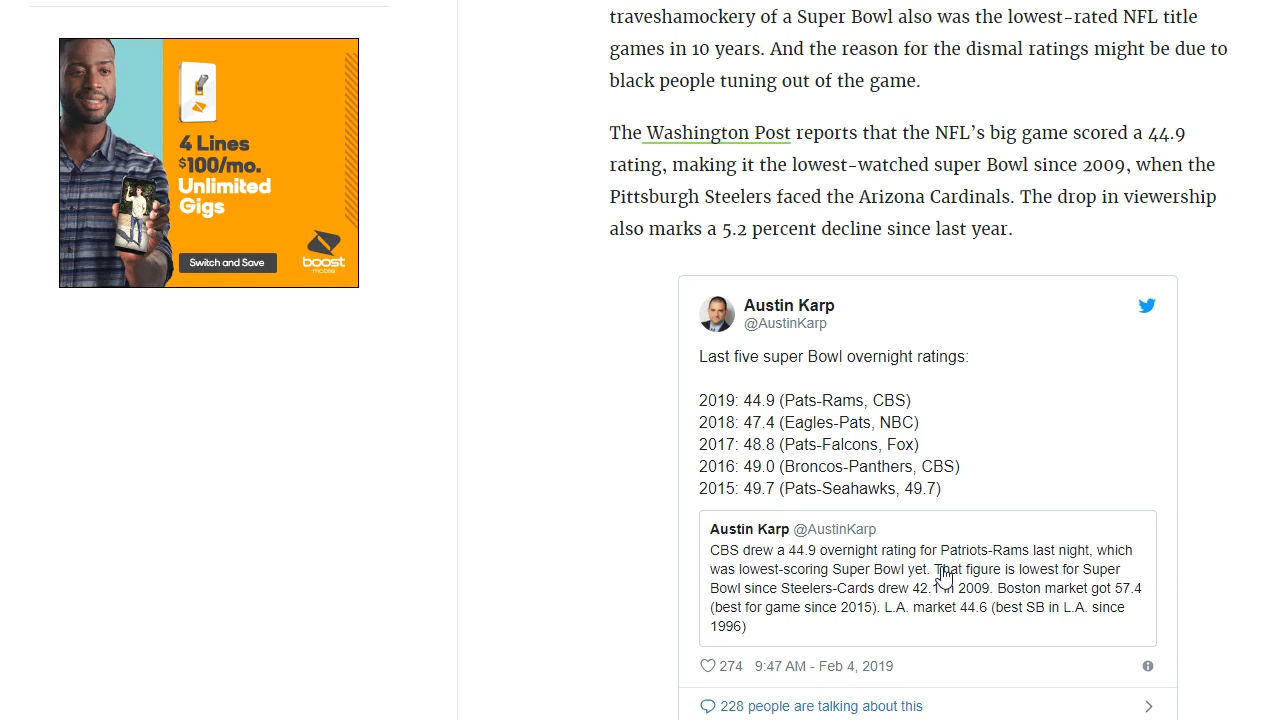 4 Lines
$100/mo.
Unlimited
Gigs
Switch and Save
boost
mobile
traveshamockery of a Super Bowl also was the lowest-rated NFL title
games in 10 years. And the reason for the dismal ratings might be due to
black people tuning out of the game.
The Washington Post reports that the NFL’s big game scored a 44.9
rating, making it the lowest-watched super Bowl since 2009, when the
Pittsburgh Steelers faced the Arizona Cardinals. The drop in viewership
also marks a 5.2 percent decline since last year.
Austin Karp
@AustinKarp
Last five super Bowl overnight ratings:
2019: 44.9 (Pats-Rams, CBS)
2018: 47.4 (Eagles-Pats, NBC)
2017: 48.8 (Pats-Falcons, Fox)
2016: 49.0 (Broncos-Panthers, CBS)
2015: 49.7 (Pats-Seahawks, 49.7)
Austin Karp @AustinKarp
CBS drew a 44.9 overnight rating for Patriots-Rams last night, which
was lowest-scoring Super Bowl yet. That figure is lowest for Super
Bowl since Steelers-Cards drew 42.1 in 2009. Boston market got 57.4
(best for game since 2015). L.A. market 44.6 (best SB in L.A. since
1996)
274 9:47 AM - Feb 4, 2019
228 people are talking about this